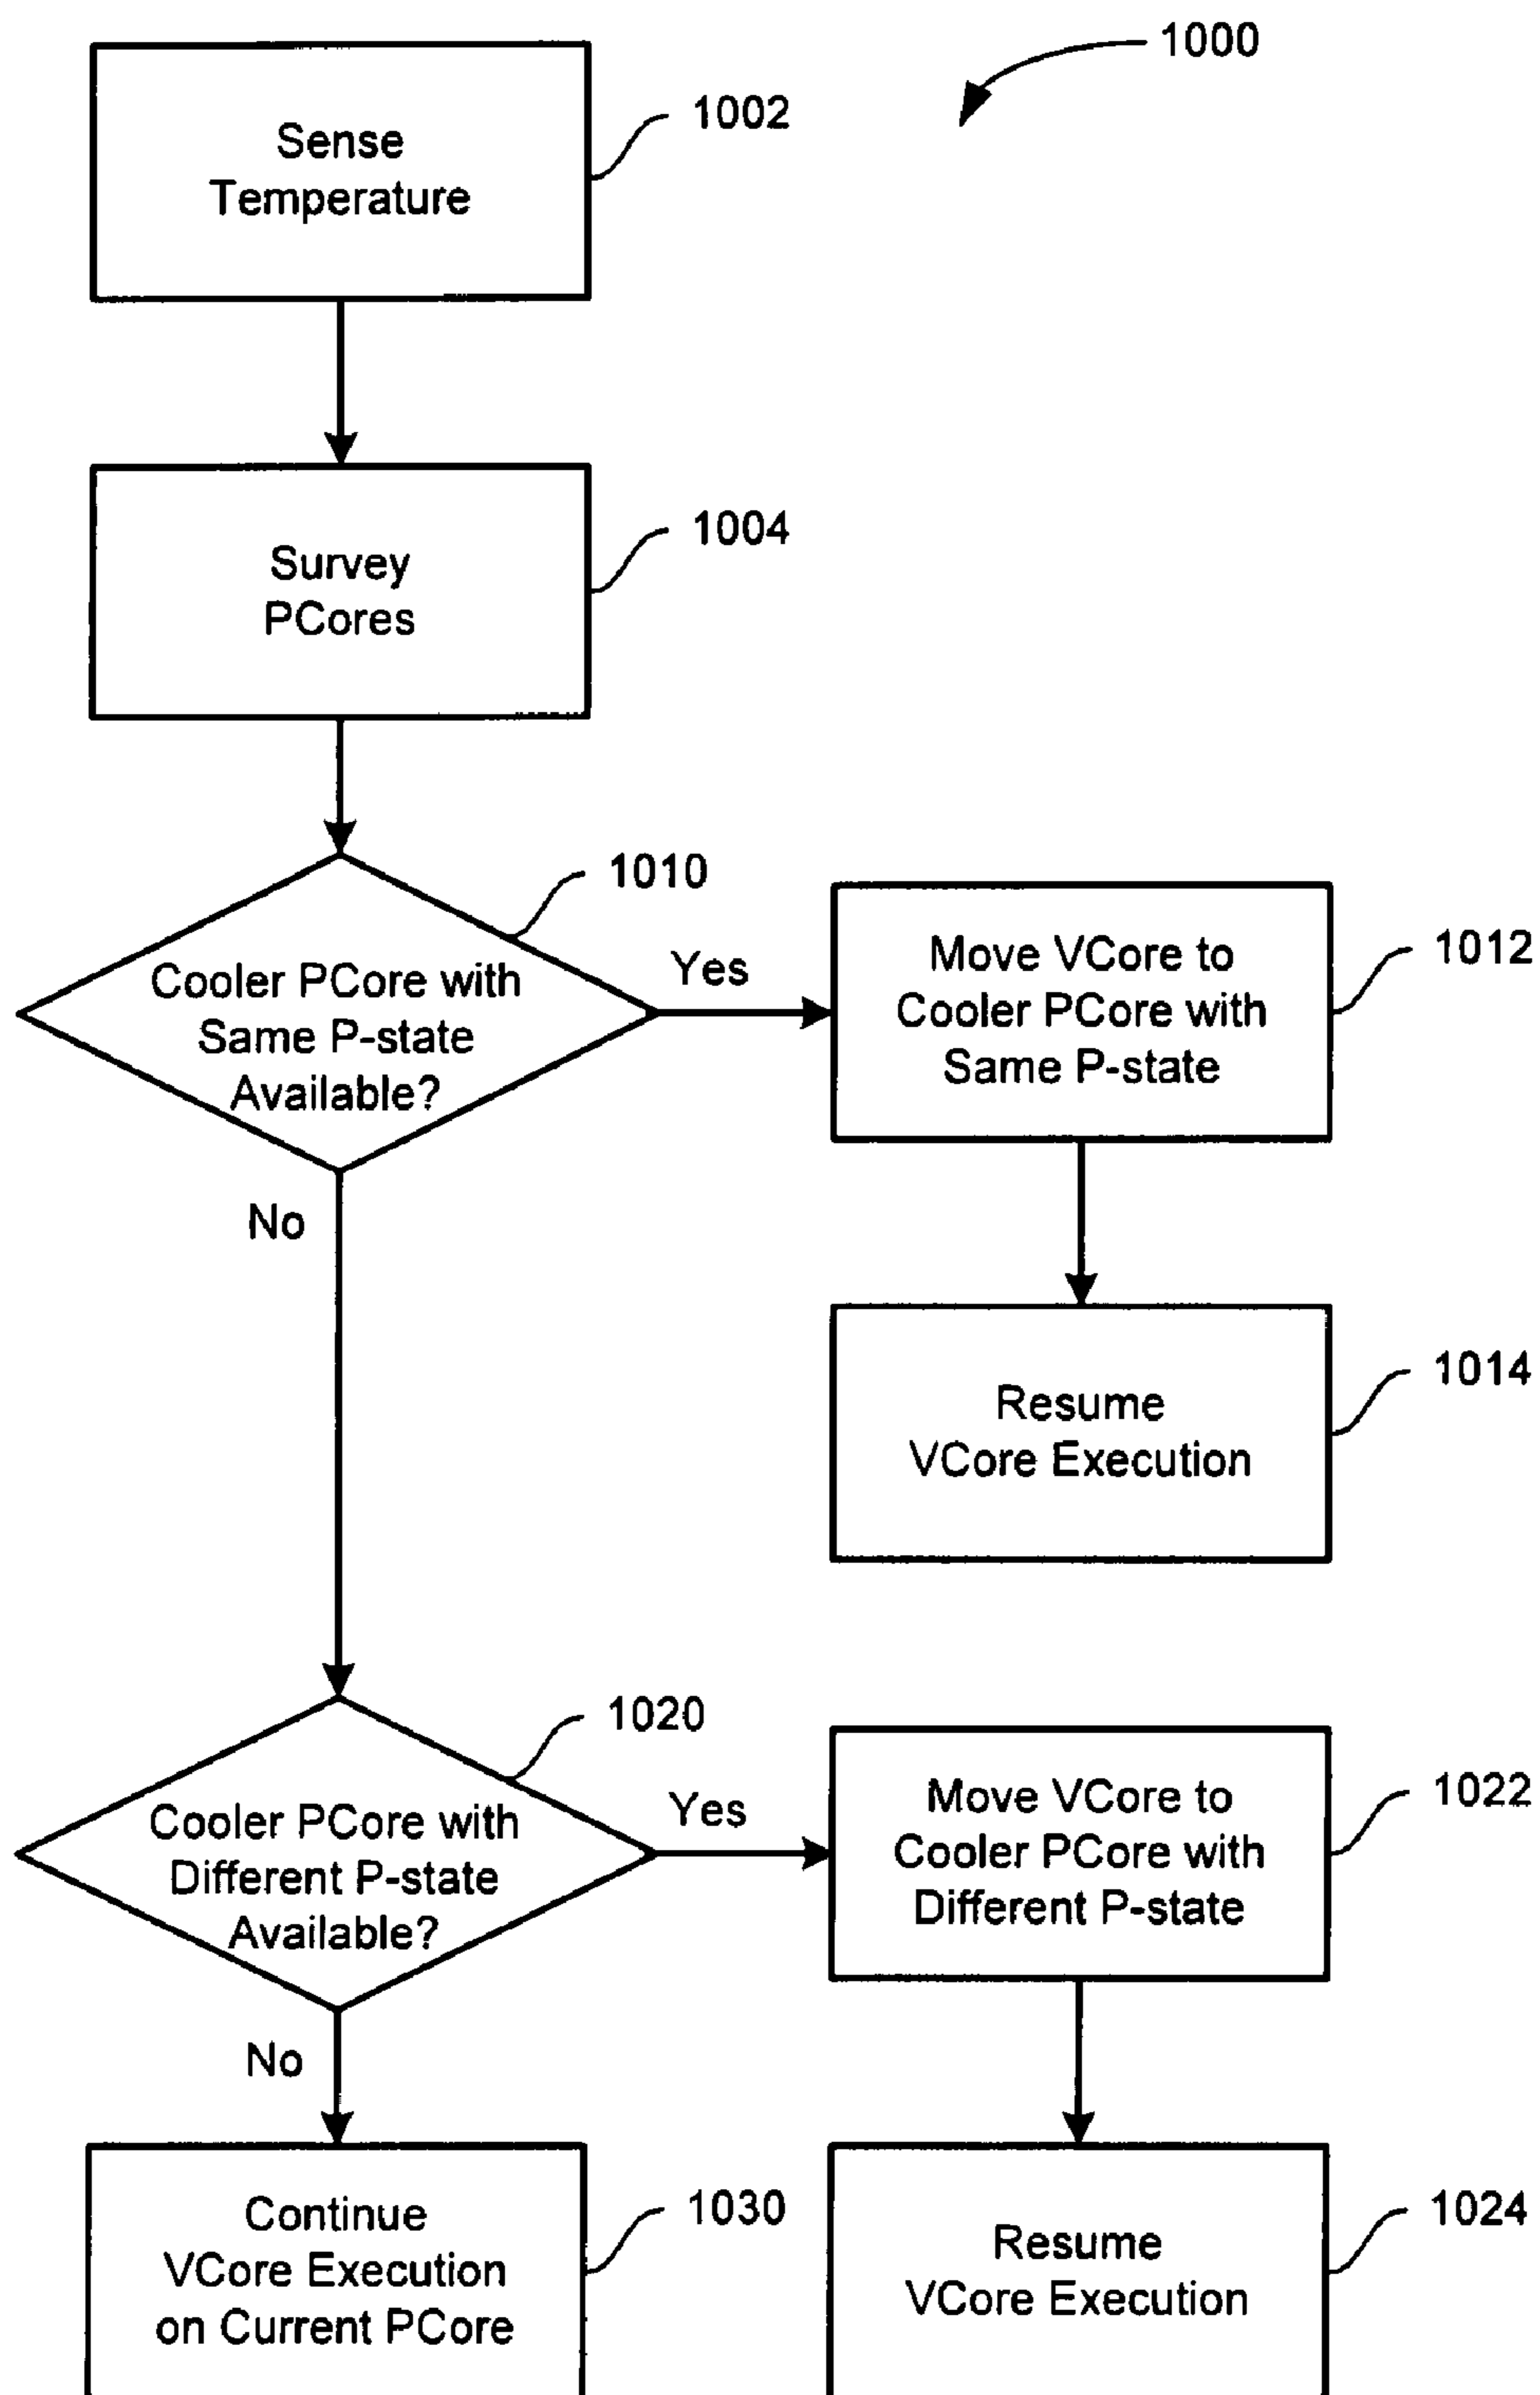 1000
Sense
Temperature
1002
Survey
PCores
1004
Cooler PCore with
Same P-state
Available?
1010
Yes
No
Move VCore to
Cooler PCore with
Same P-state
1012
Resume
VCore Execution
1014
Cooler PCore with
Different P-state
Available?
1020
Yes
No
Move VCore to
Cooler PCore with
Different P-state
1022
Continue
VCore Execution
on Current PCore
1030
Resume
VCore Execution
1024